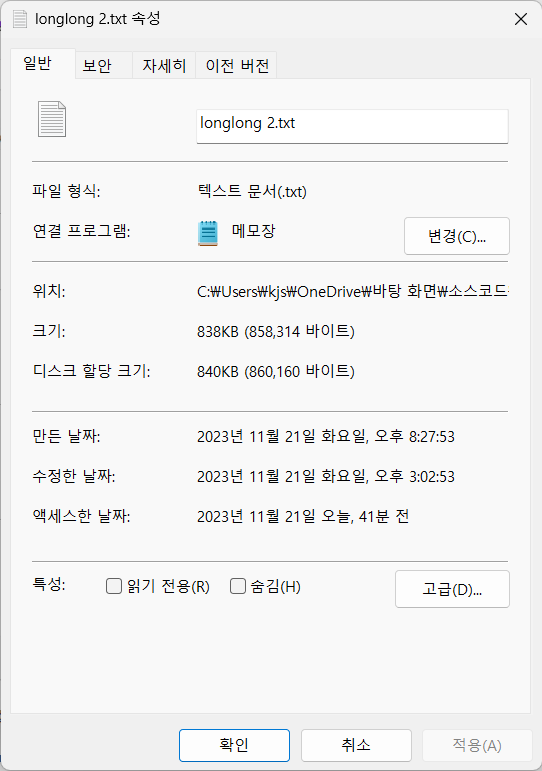 longlong 2.txt 속성
일반 보안 자세히 이전 버전
longlong 2.txt
파일 형식: 텍스트 문서(.txt)
연결 프로그램: 메모장 변경(C)...
위치: C:₩Users₩kjs₩OneDrive₩바탕 화면₩소스코드
크기: 838KB (858,314 바이트)
디스크 할당 크기: 840KB (860,160 바이트)
만든 날짜: 2023년 11월 21일 화요일, 오후 8:27:53
수정한 날짜: 2023년 11월 21일 화요일, 오후 3:02:53
액세스한 날짜: 2023년 11월 21일 오늘, 41분 전
특성: 읽기 전용(R) 숨김(H) 고급(D)...
확인 취소 적용(A)